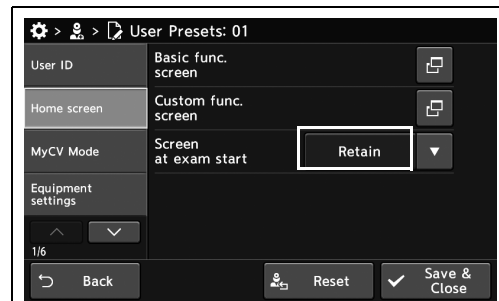 > > User Presets: 01
User ID
Basic func.
screen
Home screen
Custom func.
screen
MyCV Mode
Screen
at exam start
Retain
Equipment
settings
1/6
Back
Reset
Save &
Close